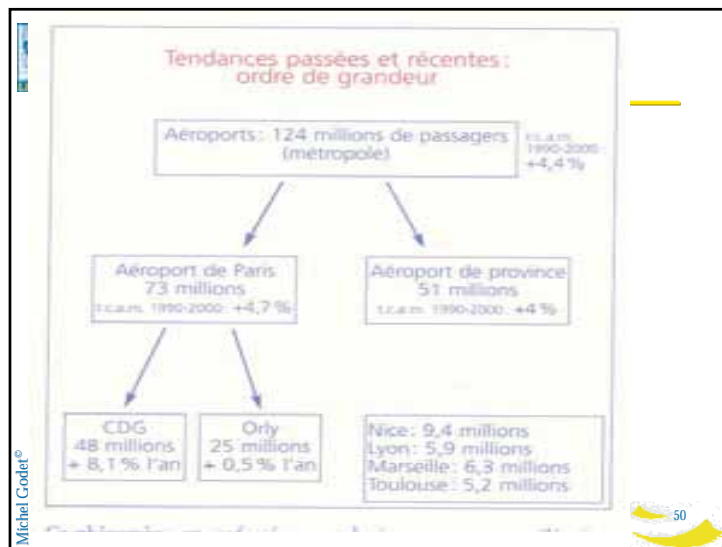 Tendances passées et récentes :
ordre de grandeur
Aéroports : 124 millions de passagers
(métropole)
t.c.a.m.
1990-2000
+4,4 %
Aéroport de Paris
73 millions
t.c.a.m. 1990-2000 : +4,7 %
Aéroport de province
51 millions
t.c.a.m. 1990-2000 : +4 %
CDG
48 millions
+ 8,1 % l'an
Orly
25 millions
+ 0,5 % l'an
Nice : 9,4 millions
Lyon : 5,9 millions
Marseille : 6,3 millions
Toulouse : 5,2 millions
Michel Godet©
50